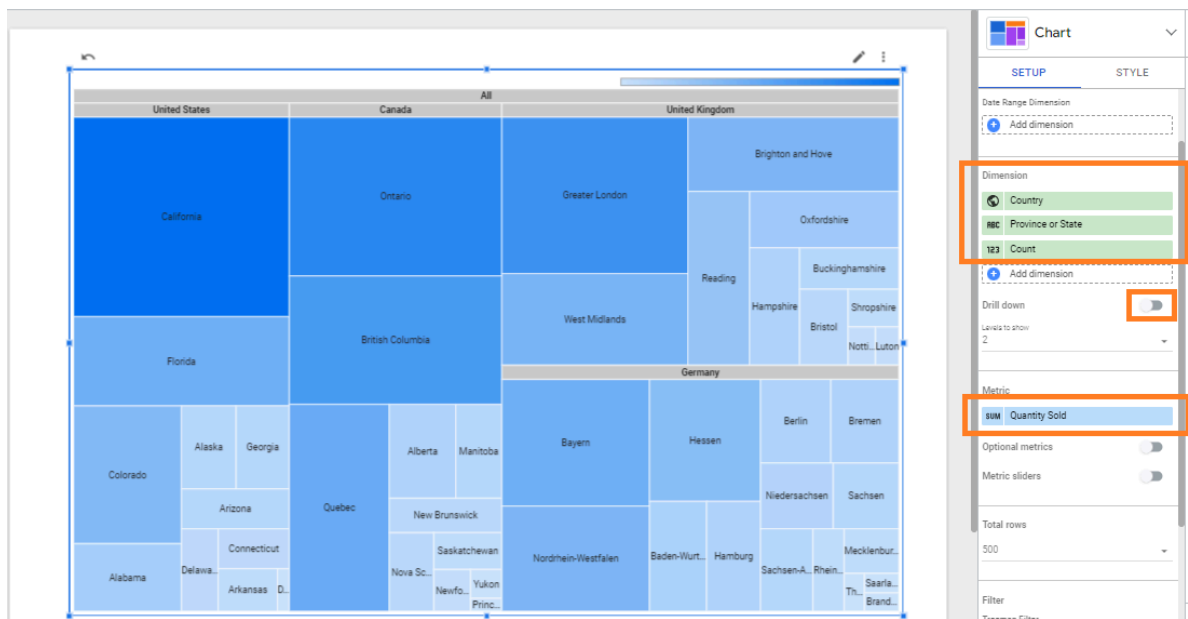 Chart
SETUP STYLE
Date Range Dimension
Add dimension
Dimension
Country
ABC Province or State
123 Count
Add dimension
Drill down
Levels to show
2
Metric
SUM Quantity Sold
Optional metrics
Metric sliders
Total rows
500
Filter
All
United States Canada United Kingdom
California
Florida
Colorado
Alaska
Georgia
Arizona
Alabama
Delawa...
Connecticut
Arkansas
D...
Ontario
British Columbia
Quebec
Alberta
Manitoba
New Brunswick
Nova Sc...
Saskatchewan
Newfo...
Yukon
Princ...
Greater London
West Midlands
Brighton and Hove
Reading
Oxfordshire
Hampshire
Buckinghamshire
Bristol
Shropshire
Notti...
Luton
Germany
Bayern
Nordrhein-Westfalen
Hessen
Baden-Wurt...
Hamburg
Berlin
Bremen
Niedersachsen
Sachsen
Sachsen-A...
Rhein...
Mecklenbur...
Th...
Saarla...
Brand...